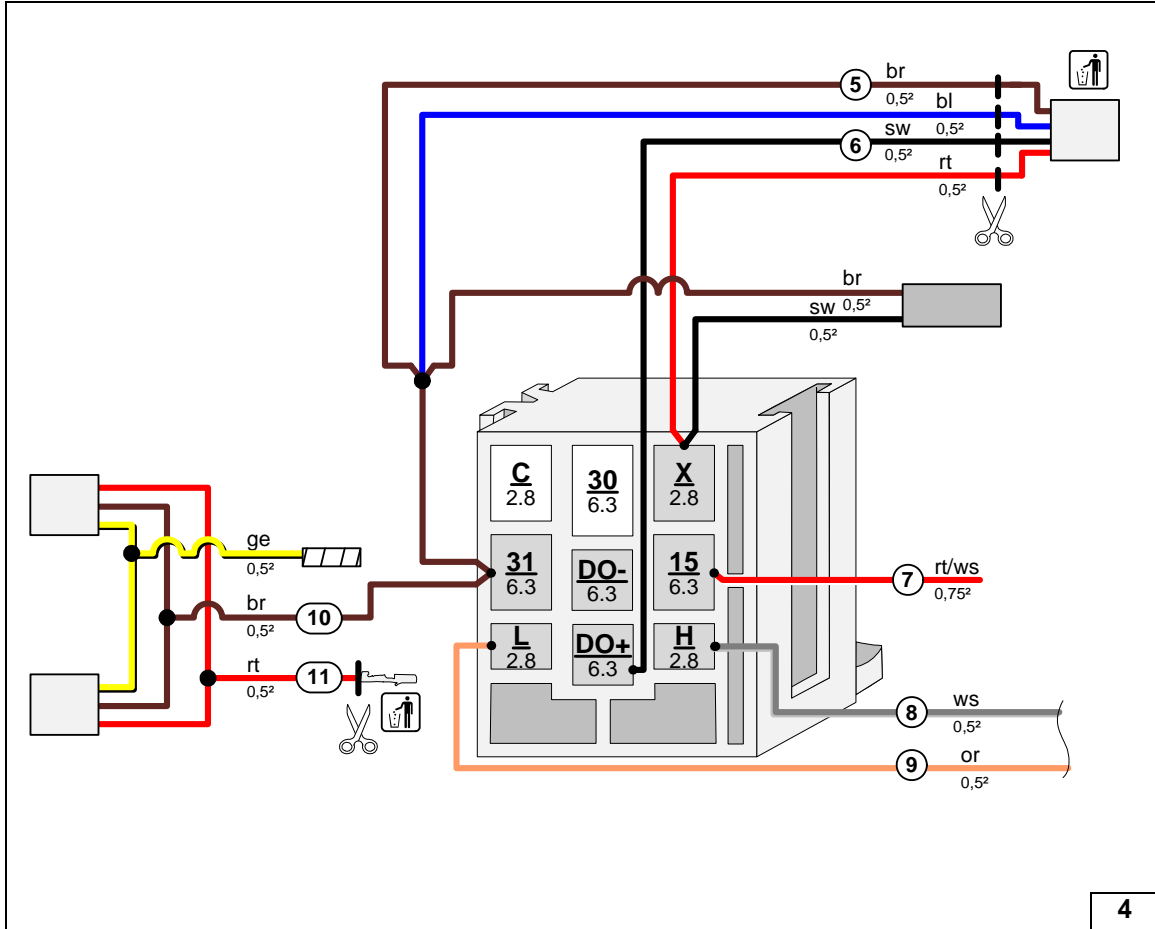 5
br
0,5²
bl
0,5²
6
sw
0,5²
rt
0,5²
br
0,5²
sw
0,5²
C
2.8
30
6.3
X
2.8
31
6.3
DO-
6.3
15
6.3
L
2.8
DO+
6.3
H
2.8
ge
0,5²
br
0,5²
10
rt
0,5²
11
7
rt/ws
0,75²
8
ws
0,5²
9
or
0,5²
4